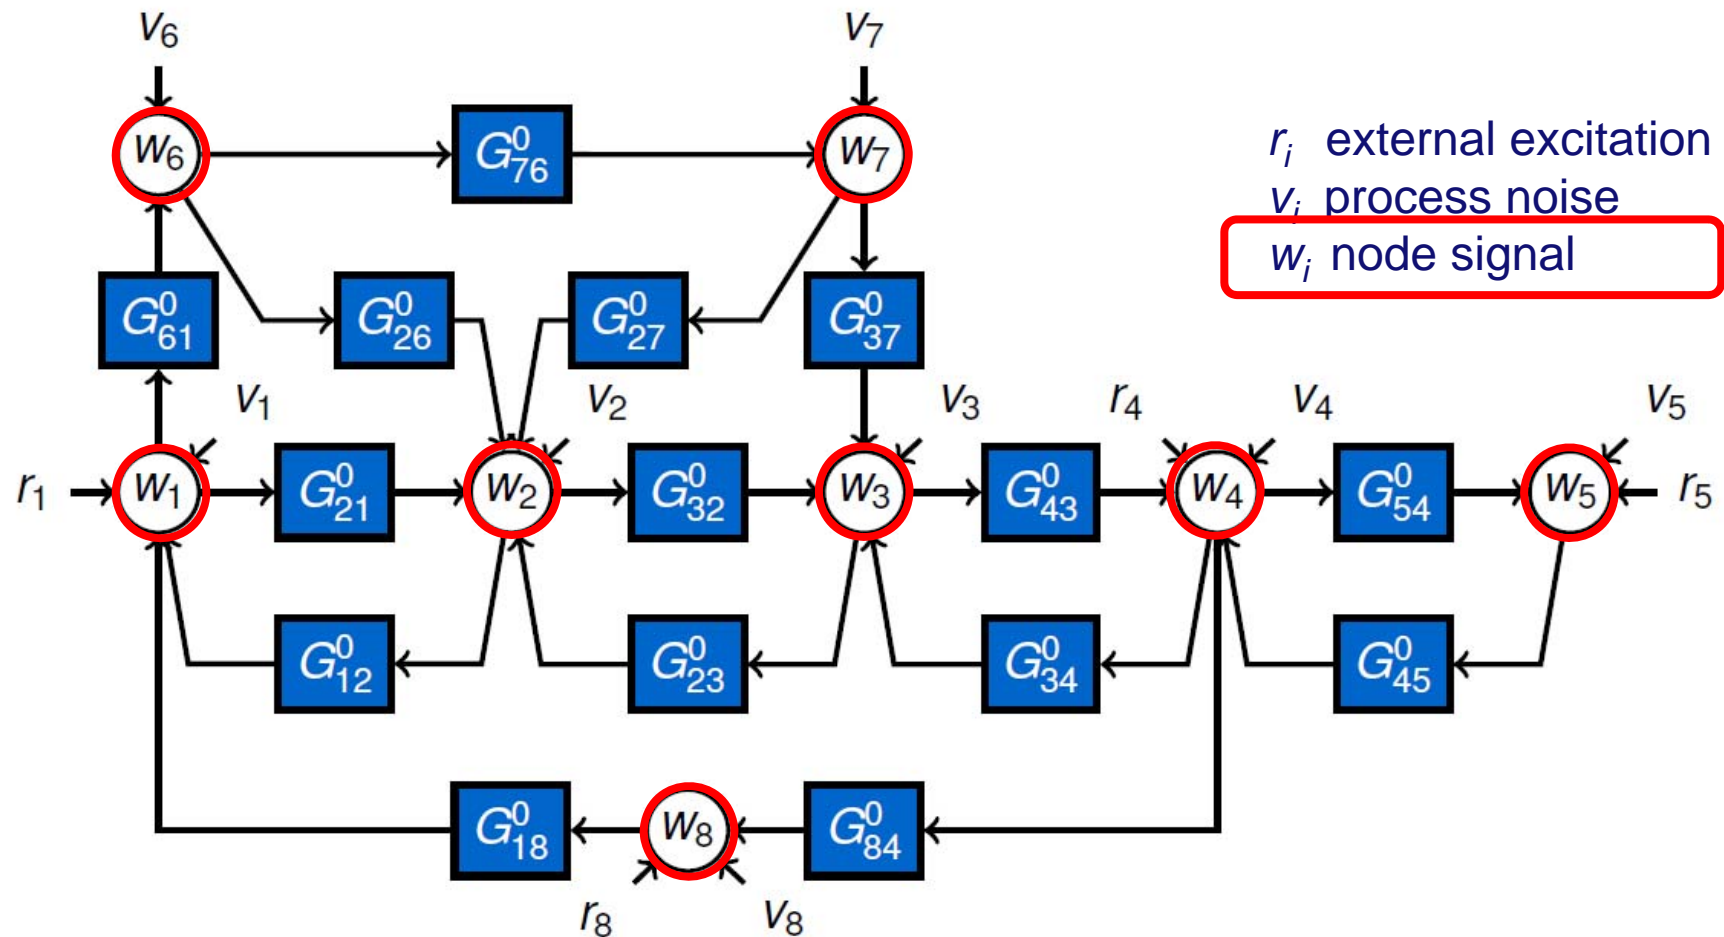 v₆ v₇
w₆ G⁰₇₆ w₇
rᵢ external excitation
vᵢ process noise
wᵢ node signal
G⁰₆₁ G⁰₂₆ G⁰₂₇ G⁰₃₇
v₁ v₂ v₃ r₄ v₄ v₅
r₁ w₁ G⁰₂₁ w₂ G⁰₃₂ w₃ G⁰₄₃ w₄ G⁰₅₄ w₅ r₅
G⁰₁₂ G⁰₂₃ G⁰₃₄ G⁰₄₅
G⁰₁₈ w₈ G⁰₈₄
r₈ v₈